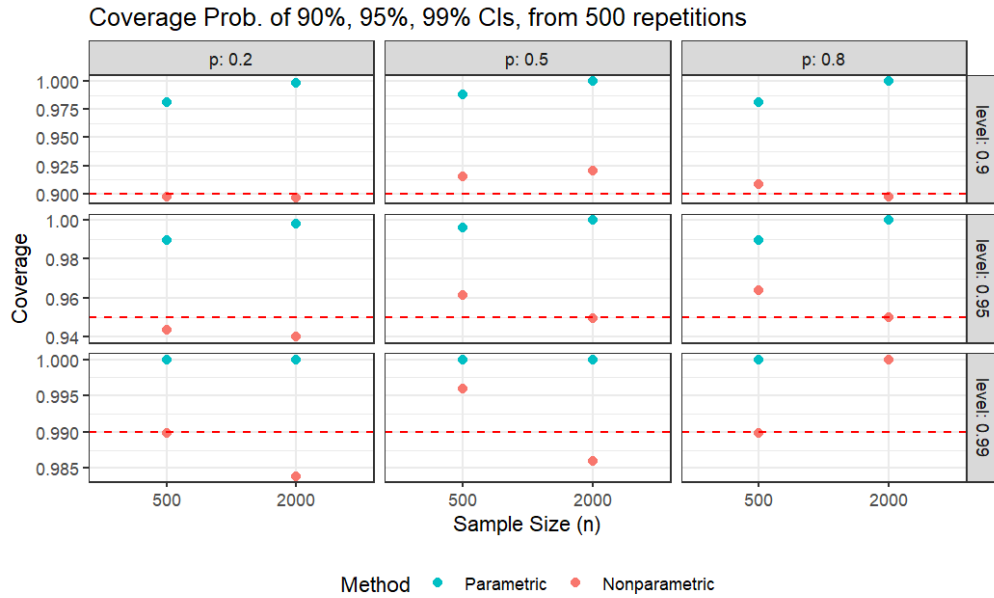 Coverage Prob. of 90%, 95%, 99% CIs, from 500 repetitions
p: 0.2
p: 0.5
p: 0.8
1.000
0.975
0.950
0.925
0.900
level: 0.9
1.00
0.98
0.96
0.94
level: 0.95
1.000
0.995
0.990
0.985
level: 0.99
Coverage
500
2000
500
2000
500
2000
Sample Size (n)
Method
Parametric
Nonparametric